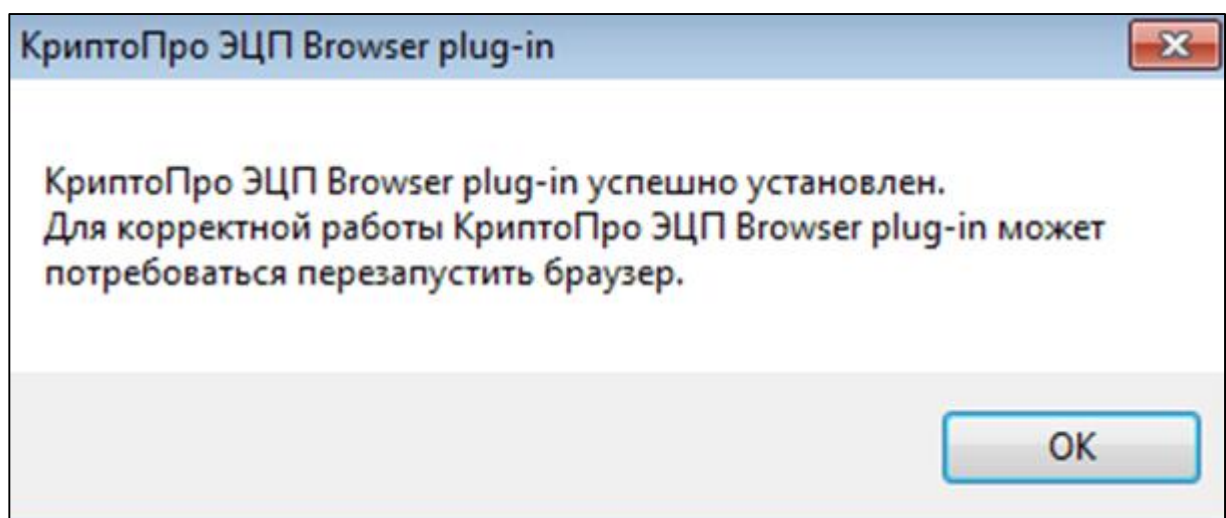 КриптоПро ЭЦП Browser plug-in
КриптоПро ЭЦП Browser plug-in успешно установлен.
Для корректной работы КриптоПро ЭЦП Browser plug-in может
потребоваться перезапустить браузер.
ОК